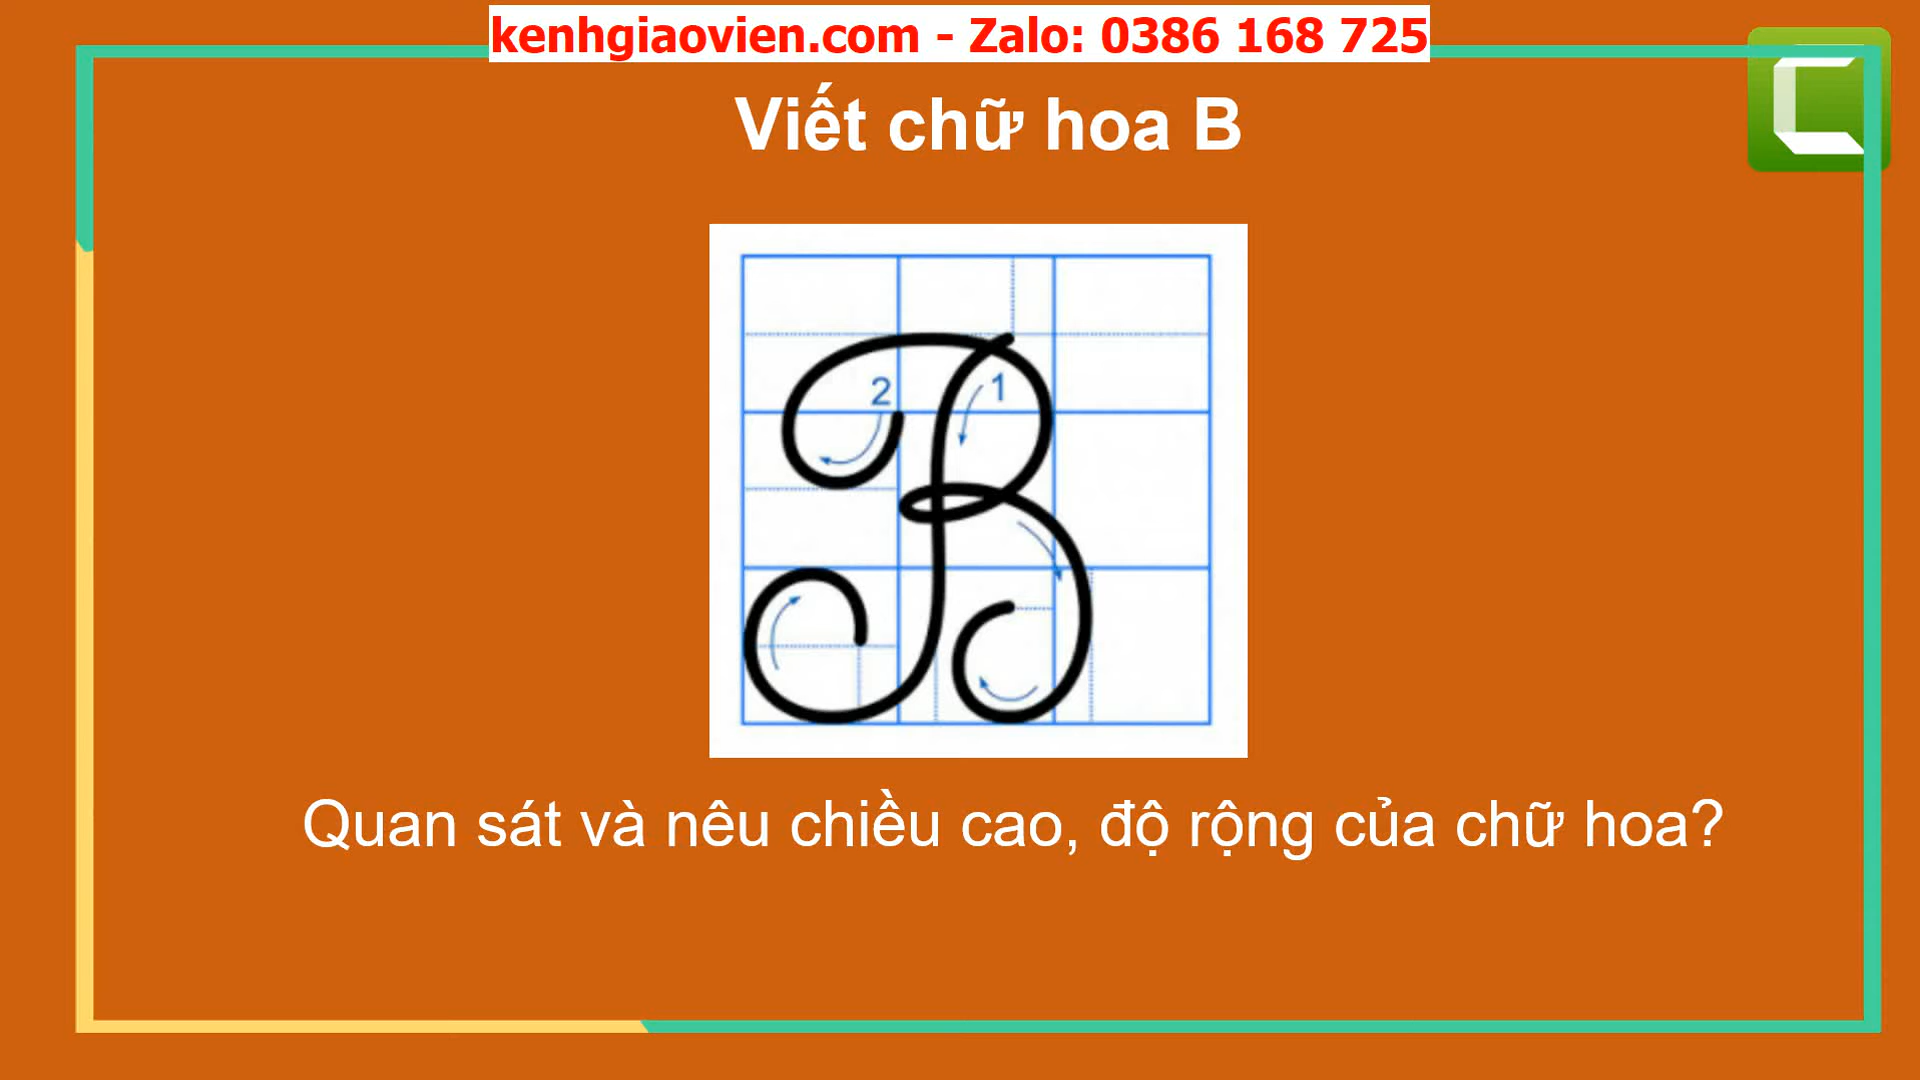 kenhgiaovien.com - Zalo: 0386 168 725
Viết chữ hoa B
2
1
B
Quan sát và nêu chiều cao, độ rộng của chữ hoa?